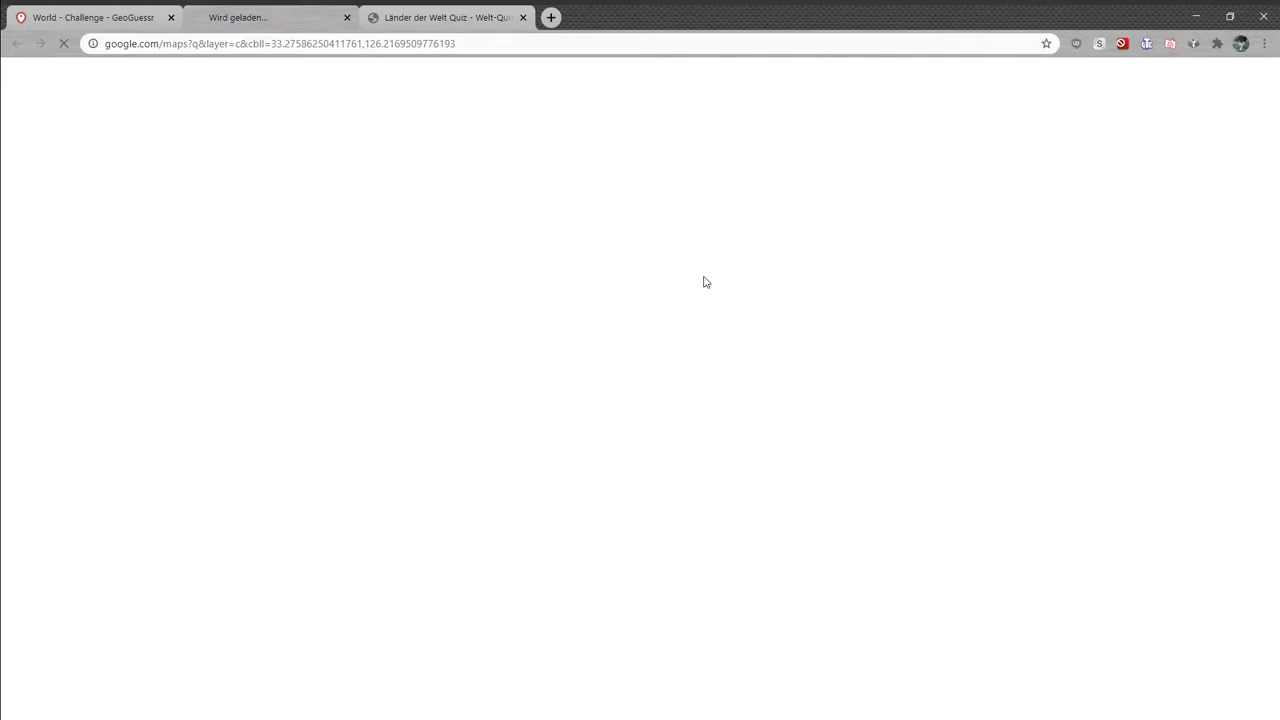 World - Challenge - GeoGuessr
Wird geladen...
Länder der Welt Quiz - Welt-Qui
google.com/maps?q&layer=c&cbll=33.27586250411761,126.2169509776193
S